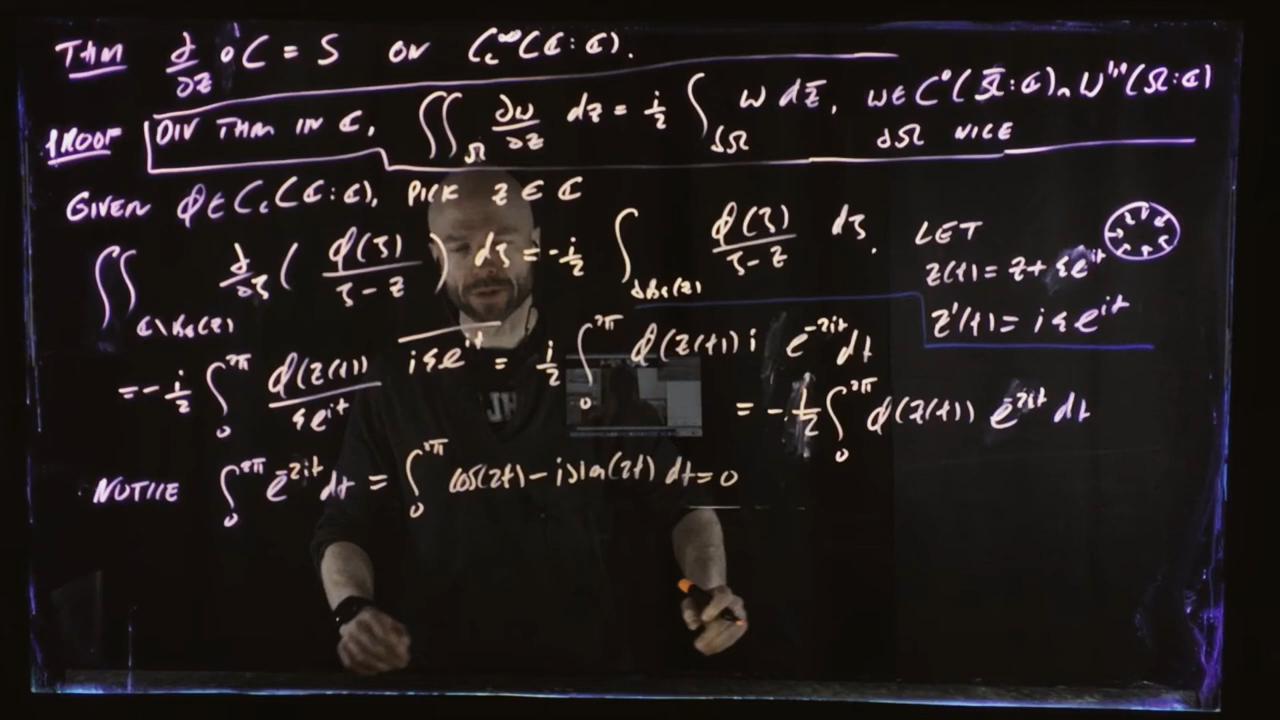 THM ∂/∂z ∘ C = S ON C_c^∞(ℂ:ℂ).
PROOF DIV THM IN ℂ, ∬_Ω ∂w/∂z dz = i/2 ∫_∂Ω w dz̄, w∈C⁰(Ω̄:ℂ)∩W^{1,1}(Ω:ℂ)
∂Ω NICE
GIVEN φ∈C_c(ℂ:ℂ), PICK z∈ℂ
∬_{ℂ\B_ε(z)} ∂/∂ζ (φ(ζ)/(ζ-z)) dζ = -i/2 ∫_{∂B_ε(z)} φ(ζ)/(ζ-z) dζ̄. LET
z(t) = z + εe^{it}
z'(t) = iεe^{it}
= -i/2 ∫_0^{2π} φ(z(t))/(εe^{it}) \overline{iεe^{it}} = i/2 ∫_0^{2π} φ(z(t)) i e^{-2it} dt
= -1/2 ∫_0^{2π} φ(z(t)) e^{-2it} dt
NOTICE ∫_0^{2π} e^{-2it} dt = ∫_0^{2π} cos(2t) - i sin(2t) dt = 0